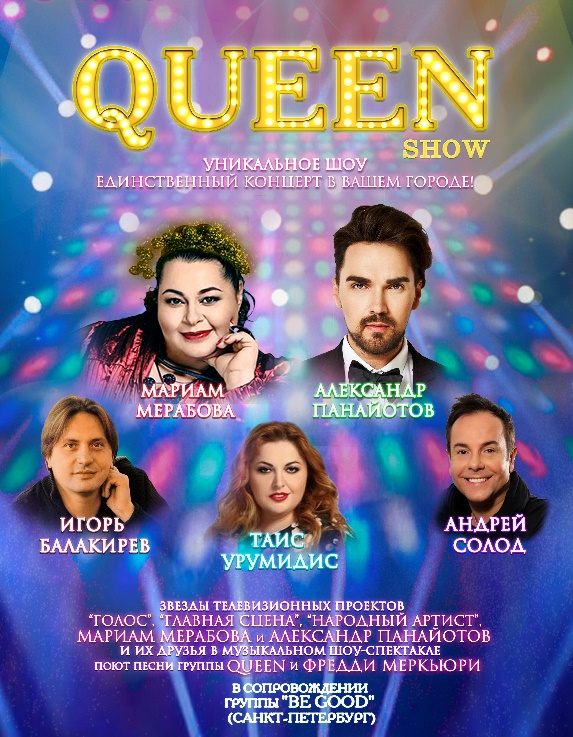 QUEEN
SHOW
УНИКАЛЬНОЕ ШОУ
ЕДИНСТВЕННЫЙ КОНЦЕРТ В ВАШЕМ ГОРОДЕ!
МАРИАМ
МЕРАБОВА
АЛЕКСАНДР
ПАНАЙОТОВ
ИГОРЬ
БАЛАКИРЕВ
ТАИС
УРУМИДИС
АНДРЕЙ
СОЛОД
ЗВЕЗДЫ ТЕЛЕВИЗИОННЫХ ПРОЕКТОВ
"ГОЛОС", "ГЛАВНАЯ СЦЕНА", "НАРОДНЫЙ АРТИСТ",
МАРИАМ МЕРАБОВА И АЛЕКСАНДР ПАНАЙОТОВ
И ИХ ДРУЗЬЯ В МУЗЫКАЛЬНОМ ШОУ-СПЕКТАКЛЕ
ПОЮТ ПЕСНИ ГРУППЫ QUEEN И ФРЕДДИ МЕРКЬЮРИ
В СОПРОВОЖДЕНИИ
ГРУППЫ "BE GOOD"
(САНКТ-ПЕТЕРБУРГ)